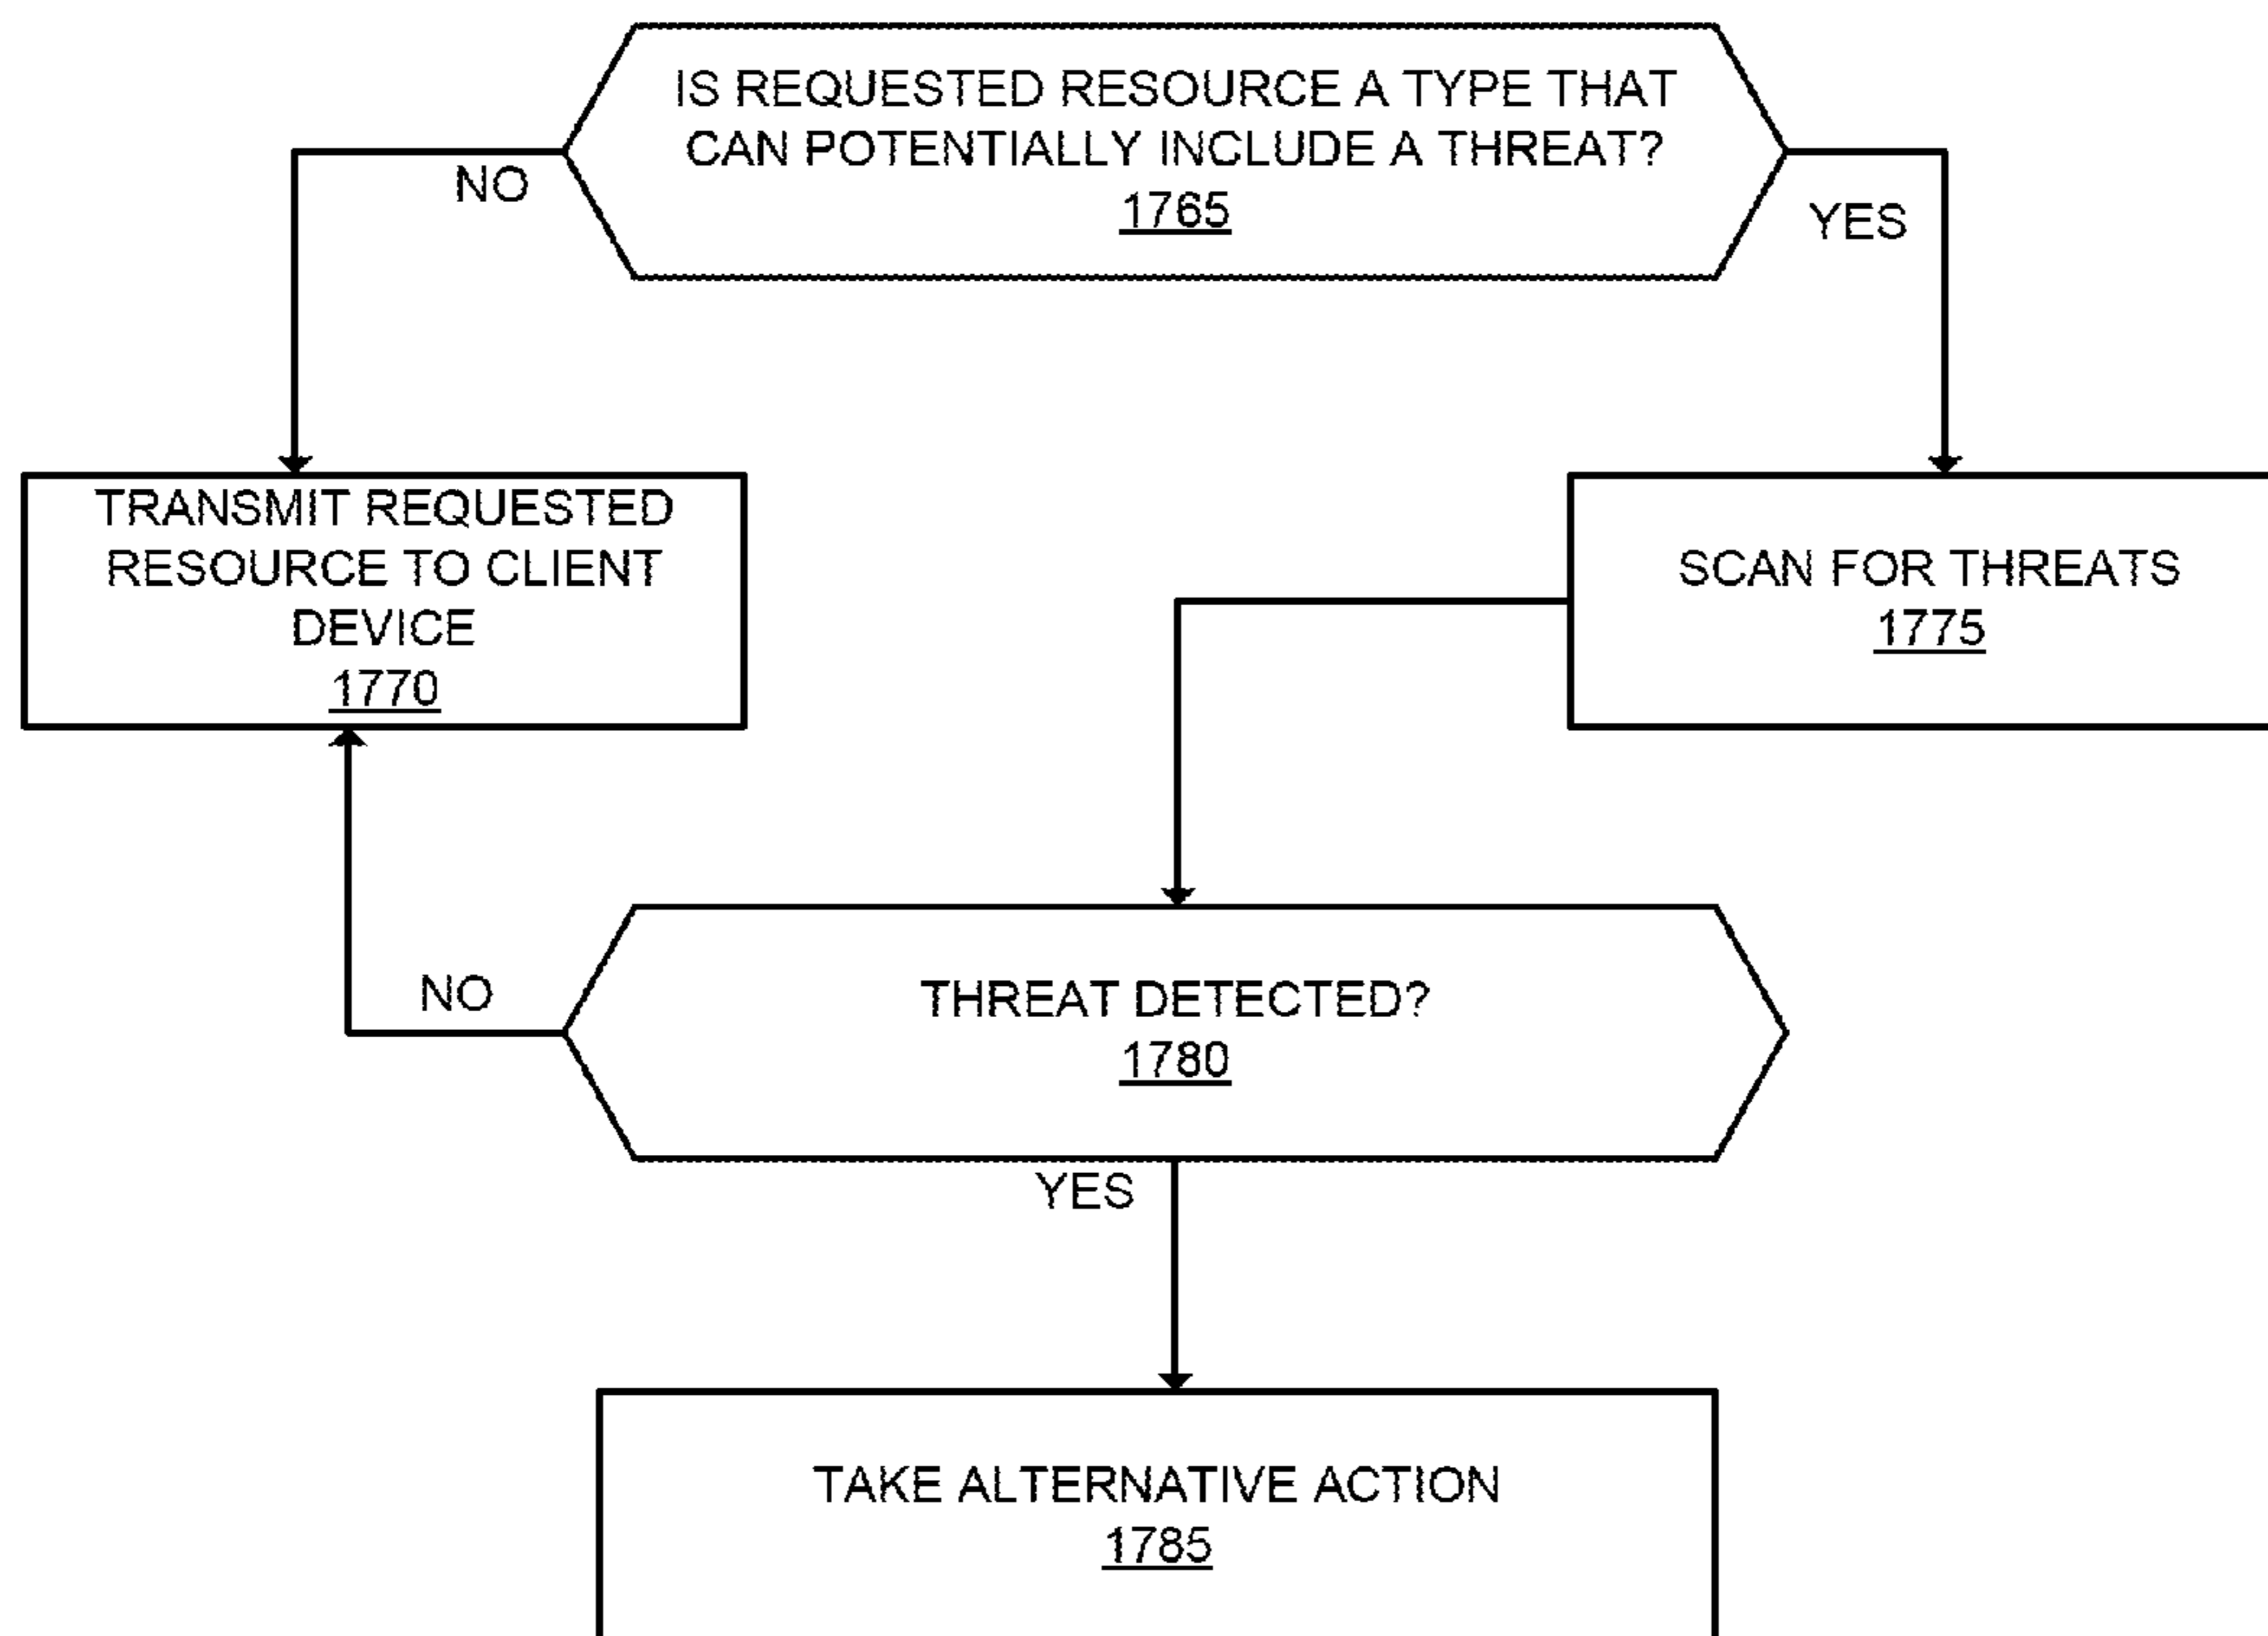 IS REQUESTED RESOURCE A TYPE THAT
CAN POTENTIALLY INCLUDE A THREAT?
1765
NO
YES
TRANSMIT REQUESTED
RESOURCE TO CLIENT
DEVICE
1770
SCAN FOR THREATS
1775
NO
THREAT DETECTED?
1780
YES
TAKE ALTERNATIVE ACTION
1785